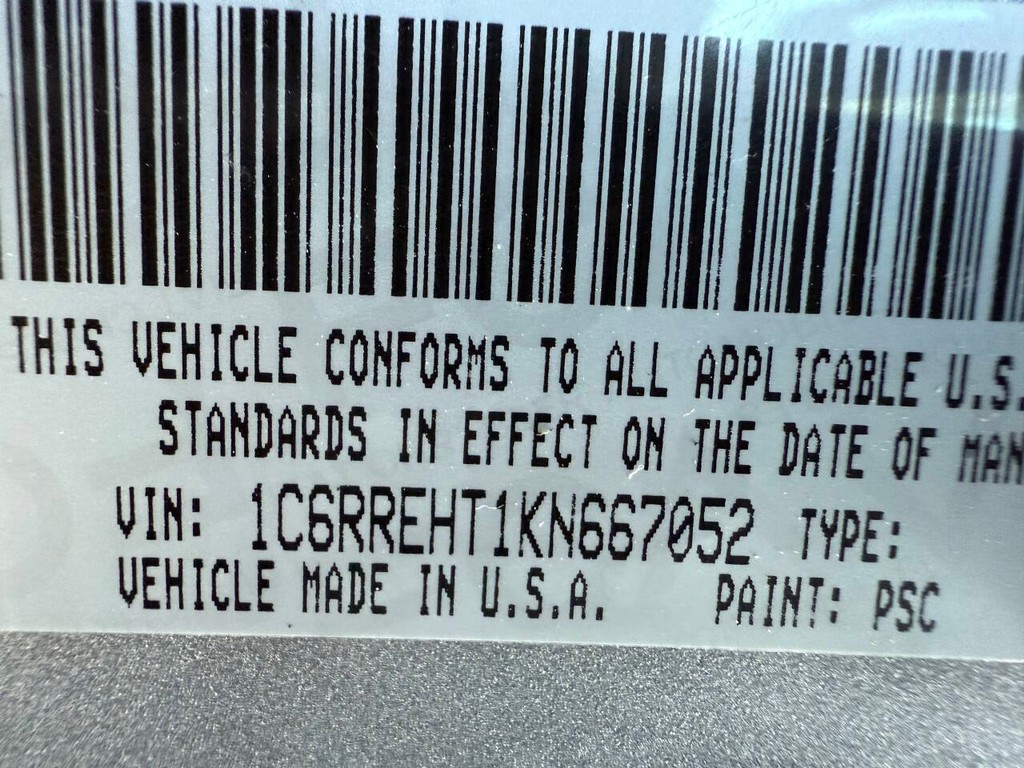 THIS VEHICLE CONFORMS TO ALL APPLICABLE U.S.
STANDARDS IN EFFECT ON THE DATE OF MAN
VIN: 1C6RREHT1KN667052 TYPE:
VEHICLE MADE IN U.S.A. PAINT: PSC